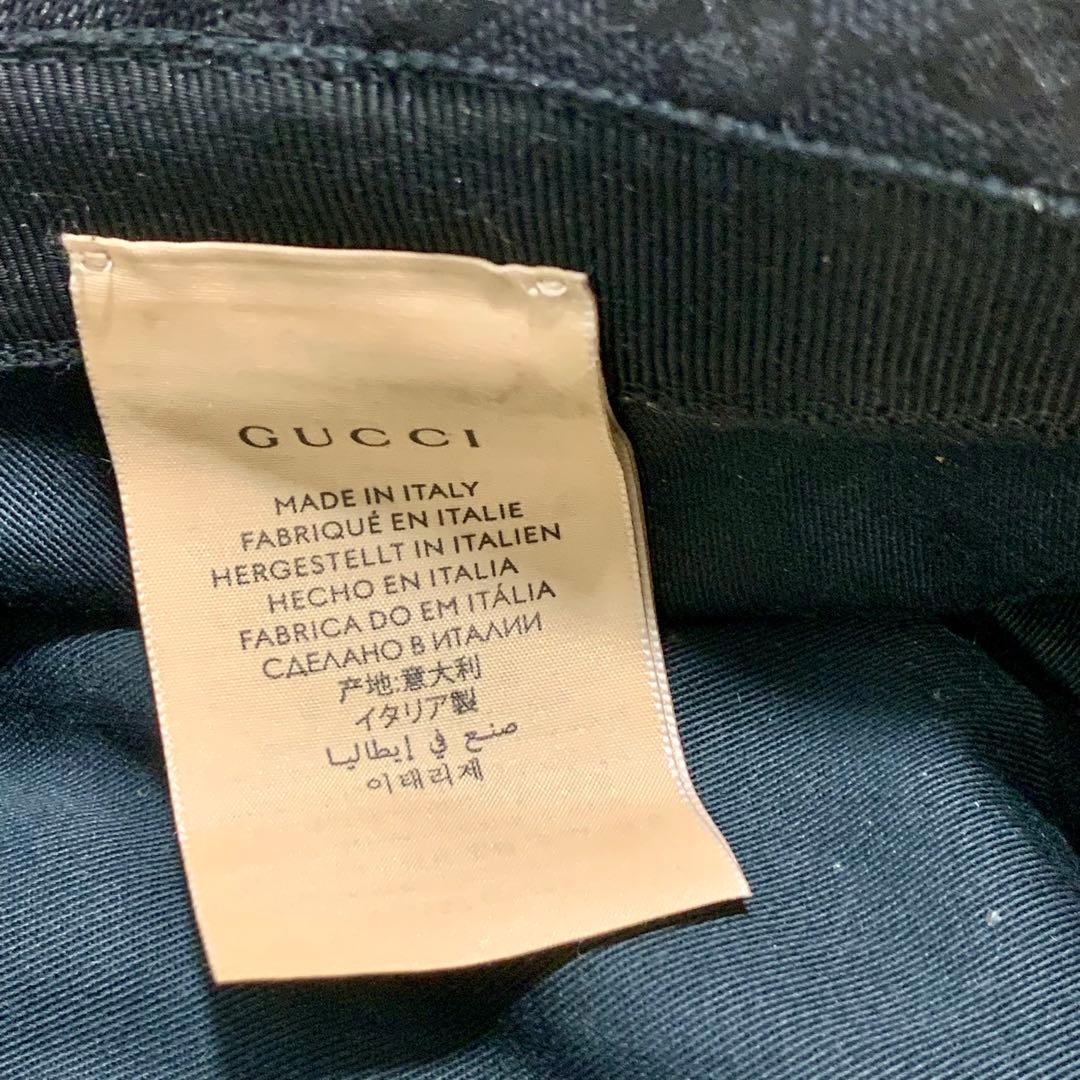 GUCCI
MADE IN ITALY
FABRIQUÉ EN ITALIE
HERGESTELLT IN ITALIEN
HECHO EN ITALIA
FABRICA DO EM ITÁLIA
СДЕЛАНО В ИТАЛИИ
产地:意大利
イタリア製
صنع في إيطاليا
이태리제